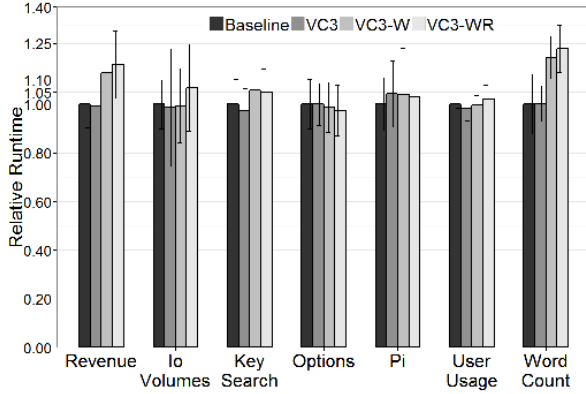 1.40
Baseline VC3 VC3-W VC3-WR
1.25
1.10
1.05
1.00
0.80
0.60
0.40
0.20
0.00
Relative Runtime
Revenue
Io Volumes
Key Search
Options
Pi
User Usage
Word Count